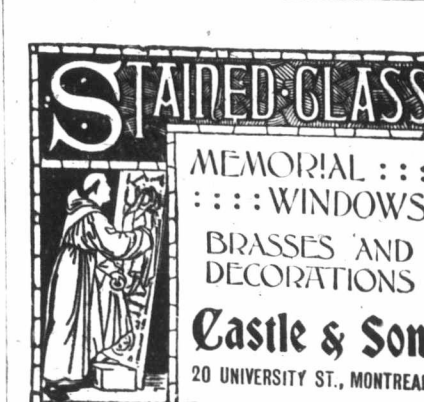 STAINED·GLASS
MEMORIAL : : :
: : : : WINDOWS
BRASSES AND
DECORATIONS
Castle & Son
20 UNIVERSITY ST., MONTREAL